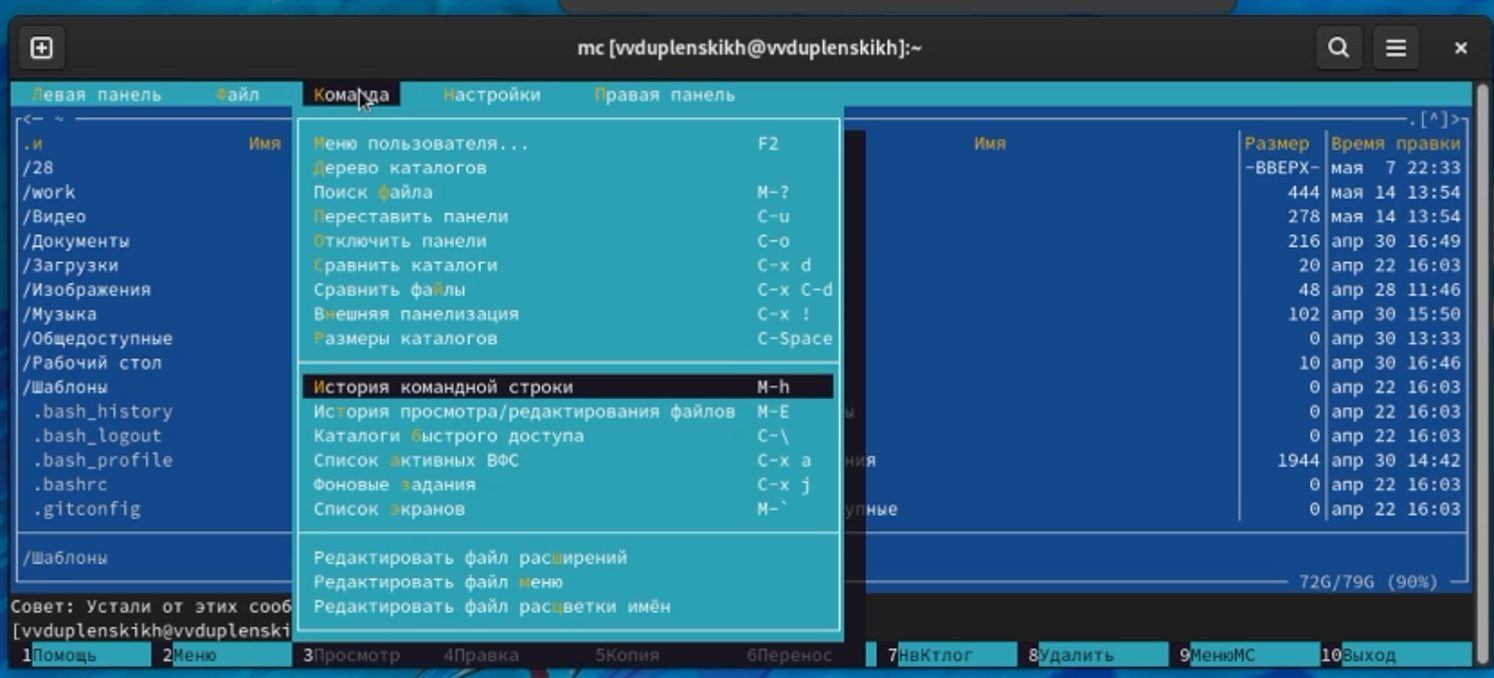 mc [vvduplenskikh@vvduplenskikh]:~
Левая панель Файл Команда Настройки Правая панель
<— ~ .[^]>
.и Имя Имя Размер Время правки
/28 -ВВЕРХ- мая 7 22:33
/work 444 мая 14 13:54
/Видео 278 мая 14 13:54
/Документы 216 апр 30 16:49
/Загрузки 20 апр 22 16:03
/Изображения 48 апр 28 11:46
/Музыка 102 апр 30 15:50
/Общедоступные 0 апр 30 13:33
/Рабочий стол 10 апр 30 16:46
/Шаблоны 0 апр 22 16:03
.bash_history 0 апр 22 16:03
.bash_logout 0 апр 22 16:03
.bash_profile 1944 апр 30 14:42
.bashrc 0 апр 22 16:03
.gitconfig 0 апр 22 16:03
/Шаблоны
72G/79G (90%)
Меню пользователя... F2
Дерево каталогов
Поиск файла M-?
Переставить панели C-u
Отключить панели C-o
Сравнить каталоги C-x d
Сравнить файлы C-x C-d
Внешняя панелизация C-x !
Размеры каталогов C-Space
История командной строки M-h
История просмотра/редактирования файлов M-E
Каталоги быстрого доступа C-\
Список активных ВФС C-x a
Фоновые задания C-x j
Список экранов M-`
Редактировать файл расширений
Редактировать файл меню
Редактировать файл расцветки имён
ы
ния
упные
Совет: Устали от этих сооб
[vvduplenskikh@vvduplenski
1Помощь 2Меню 3Просмотр 4Правка 5Копия 6Перенос 7НвКтлог 8Удалить 9МенюМС 10Выход